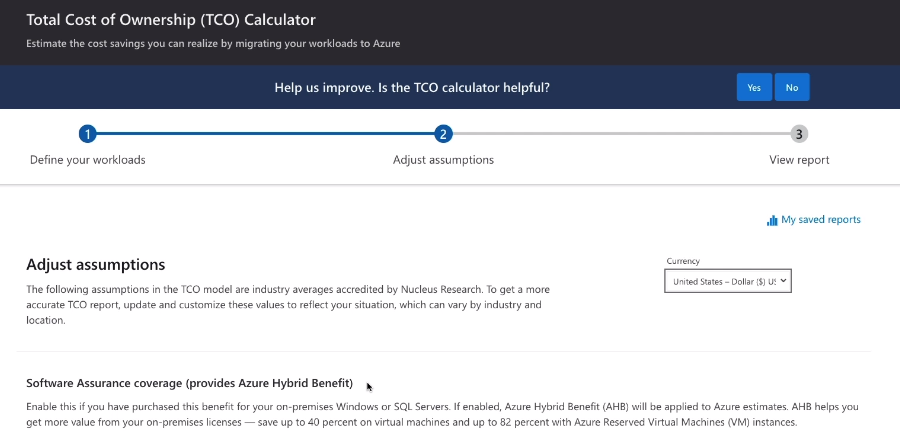 Total Cost of Ownership (TCO) Calculator
Estimate the cost savings you can realize by migrating your workloads to Azure
Help us improve. Is the TCO calculator helpful?
Yes
No
1
2
3
Define your workloads
Adjust assumptions
View report
My saved reports
Adjust assumptions
Currency
United States – Dollar ($) US
The following assumptions in the TCO model are industry averages accredited by Nucleus Research. To get a more
accurate TCO report, update and customize these values to reflect your situation, which can vary by industry and
location.
Software Assurance coverage (provides Azure Hybrid Benefit)
Enable this if you have purchased this benefit for your on-premises Windows or SQL Servers. If enabled, Azure Hybrid Benefit (AHB) will be applied to Azure estimates. AHB helps you
get more value from your on-premises licenses — save up to 40 percent on virtual machines and up to 82 percent with Azure Reserved Virtual Machines (VM) instances.